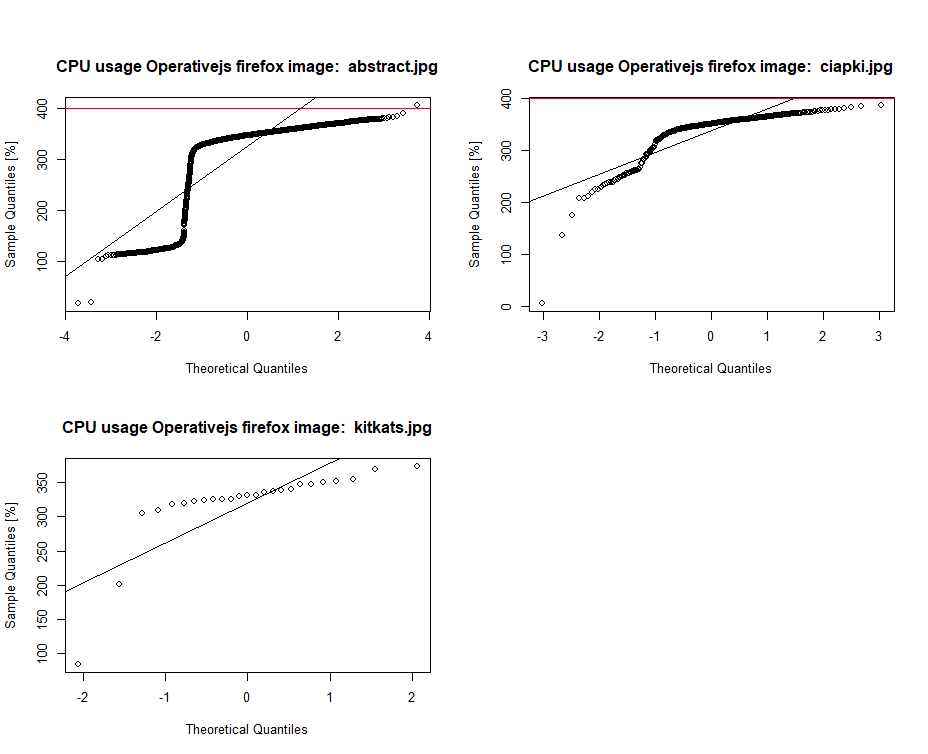 CPU usage Operativejs firefox image:  abstract.jpg
Sample Quantiles [%]
400
300
200
100
-4 -2 0 2 4
Theoretical Quantiles
CPU usage Operativejs firefox image:  ciapki.jpg
Sample Quantiles [%]
400
300
200
100
0
-3 -2 -1 0 1 2 3
Theoretical Quantiles
CPU usage Operativejs firefox image:  kitkats.jpg
Sample Quantiles [%]
350
300
250
200
150
100
-2 -1 0 1 2
Theoretical Quantiles